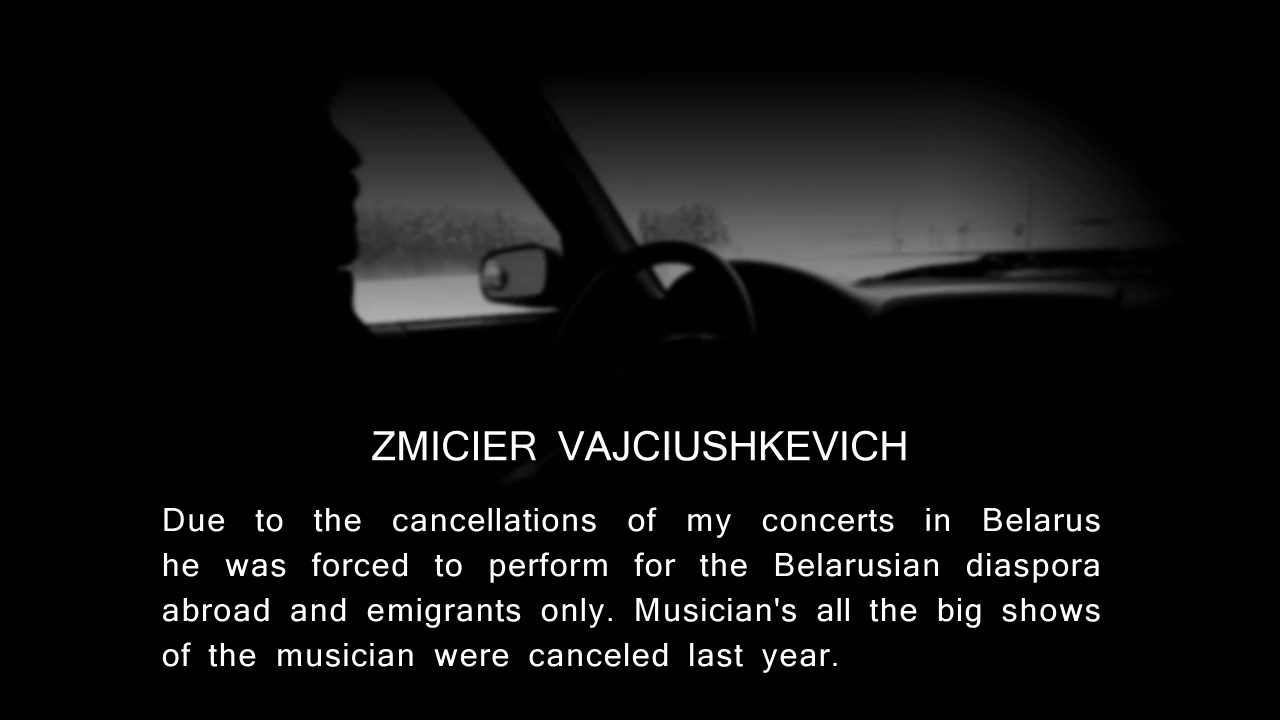 ZMICIER VAJCIUSHKEVICH
Due to the cancellations of my concerts in Belarus
he was forced to perform for the Belarusian diaspora
abroad and emigrants only. Musician's all the big shows
of the musician were canceled last year.